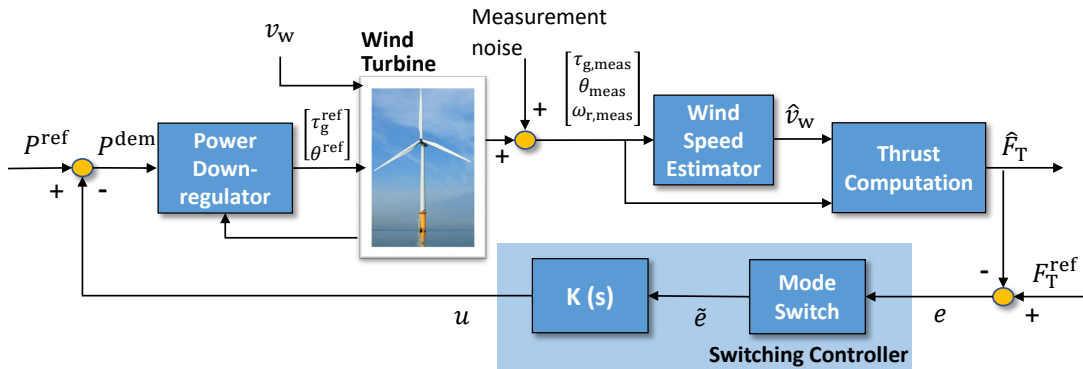 Measurement
noise
v_w
Wind
Turbine
[τ_g,meas
θ_meas
ω_r,meas]
+
+
P^ref
+
-
P^dem
Power
Down-
regulator
[τ_g^ref
θ^ref]
Wind
Speed
Estimator
v̂_w
Thrust
Computation
F̂_T
-
F_T^ref
+
e
Mode
Switch
ẽ
K (s)
u
Switching Controller